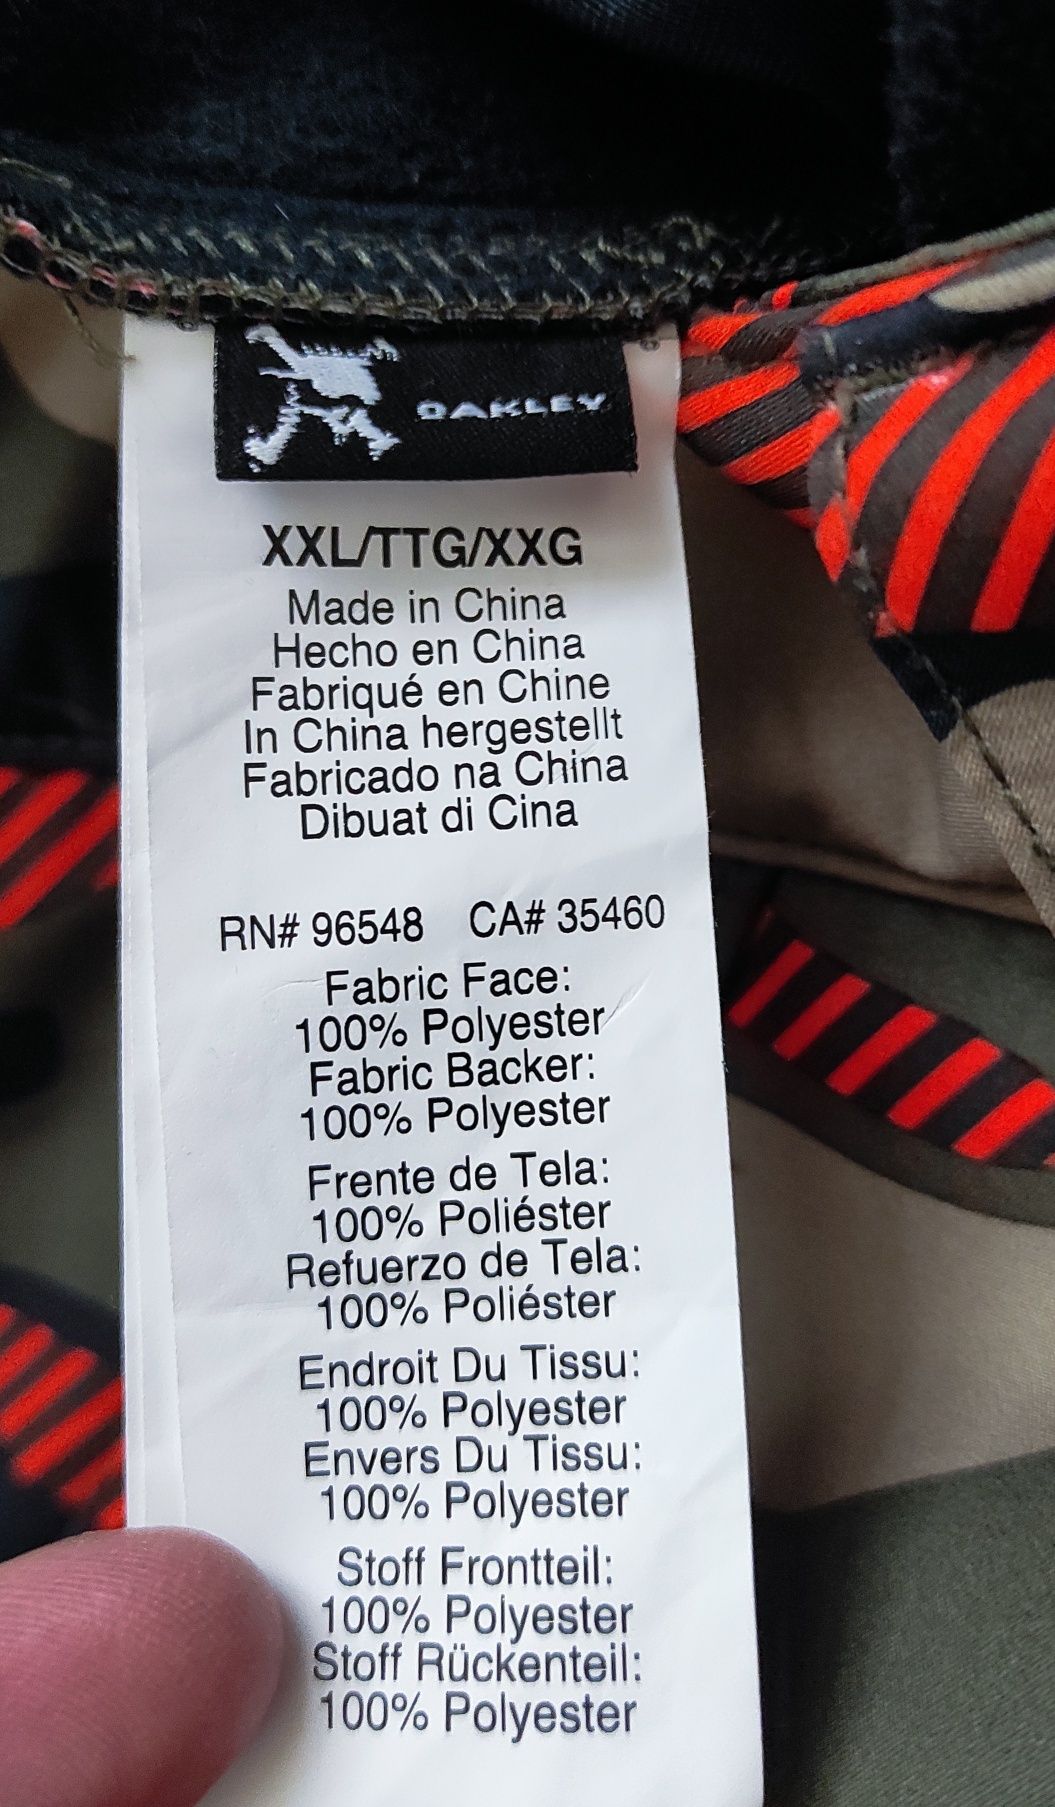 OAKLEY
XXL/TTG/XXG
Made in China
Hecho en China
Fabriqué en Chine
In China hergestellt
Fabricado na China
Dibuat di Cina
RN# 96548 CA# 35460
Fabric Face:
100% Polyester
Fabric Backer:
100% Polyester
Frente de Tela:
100% Poliéster
Refuerzo de Tela:
100% Poliéster
Endroit Du Tissu:
100% Polyester
Envers Du Tissu:
100% Polyester
Stoff Frontteil:
100% Polyester
Stoff Rückenteil:
100% Polyester